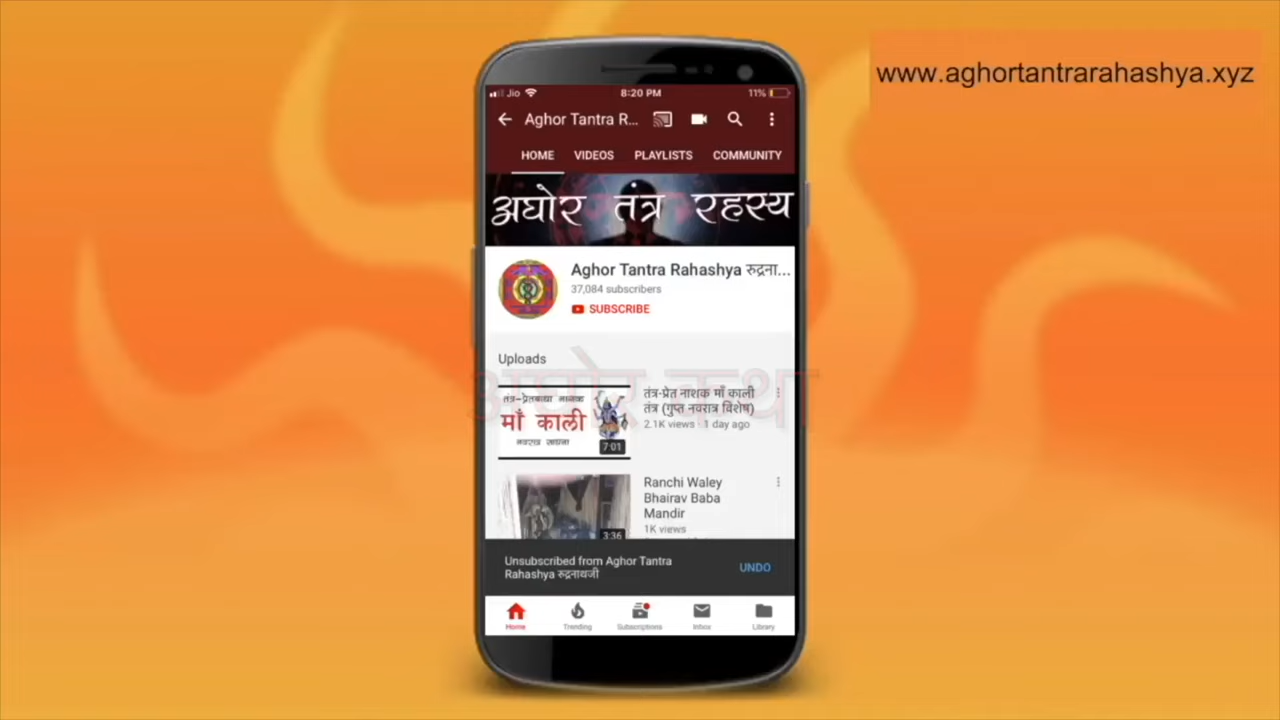 www.aghortantrarahashya.xyz
Jio 8:20 PM 11%
Aghor Tantra R...
HOME VIDEOS PLAYLISTS COMMUNITY
अघोर तंत्र रहस्य
Aghor Tantra Rahashya रुद्रना...
37,084 subscribers
SUBSCRIBE
Uploads
अघोर कथा
माँ काली
7:01
तंत्र-प्रेत नाशक माँ काली
तंत्र (गुप्त नवरात्र विशेष)
2.1K views · 1 day ago
3:36
Ranchi Waley
Bhairav Baba
Mandir
1K views
Unsubscribed from Aghor Tantra
Rahashya रुद्रनाथजी
UNDO
Home Trending Subscriptions Inbox Library